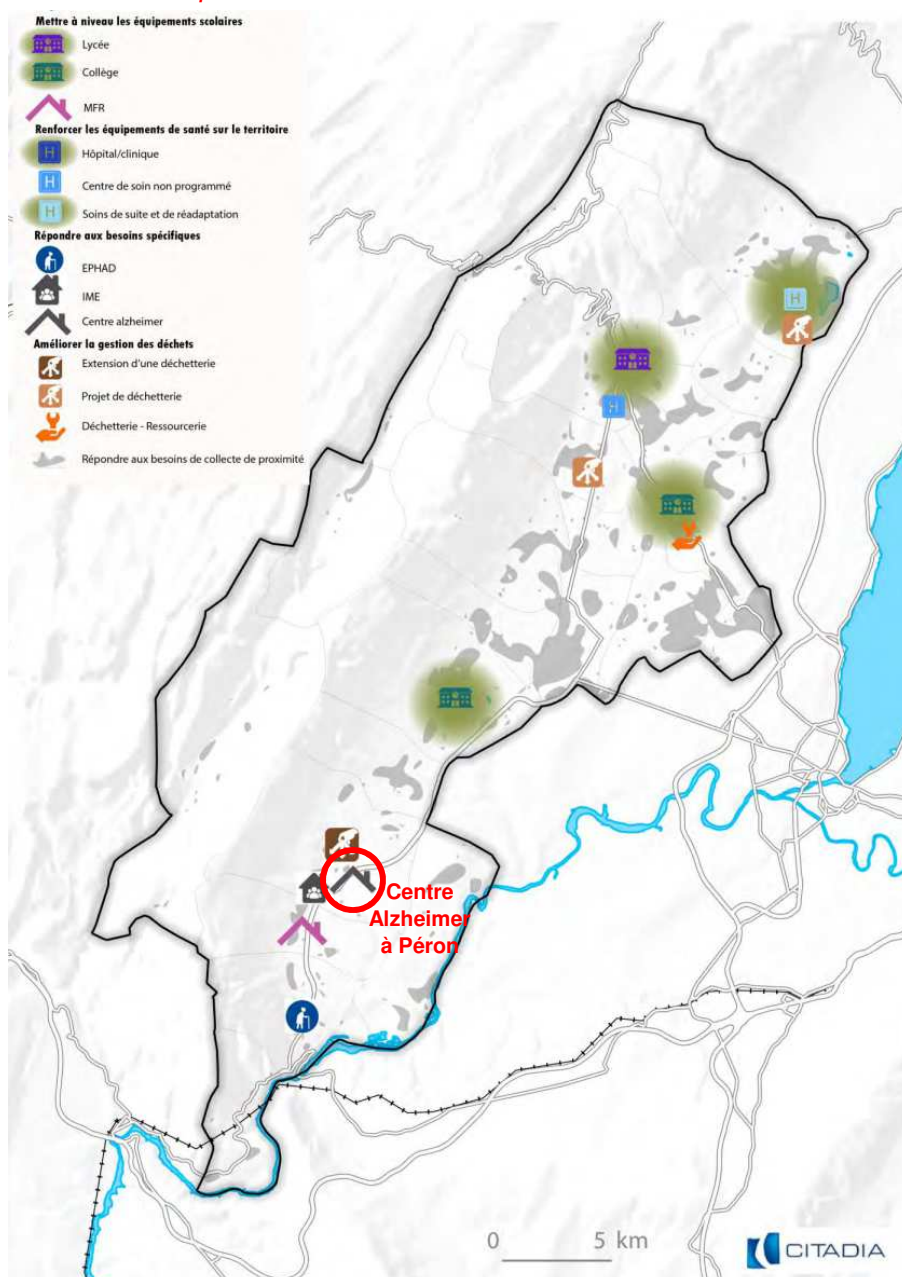 Mettre à niveau les équipements scolaires
Lycée
Collège
MFR
Renforcer les équipements de santé sur le territoire
H Hôpital/clinique
H Centre de soin non programmé
H Soins de suite et de réadaptation
Répondre aux besoins spécifiques
EPHAD
IME
Centre alzheimer
Améliorer la gestion des déchets
Extension d'une déchetterie
Projet de déchetterie
Déchetterie - Ressourcerie
Répondre aux besoins de collecte de proximité
H
H
Centre
Alzheimer
à Péron
0 5 km
CITADIA